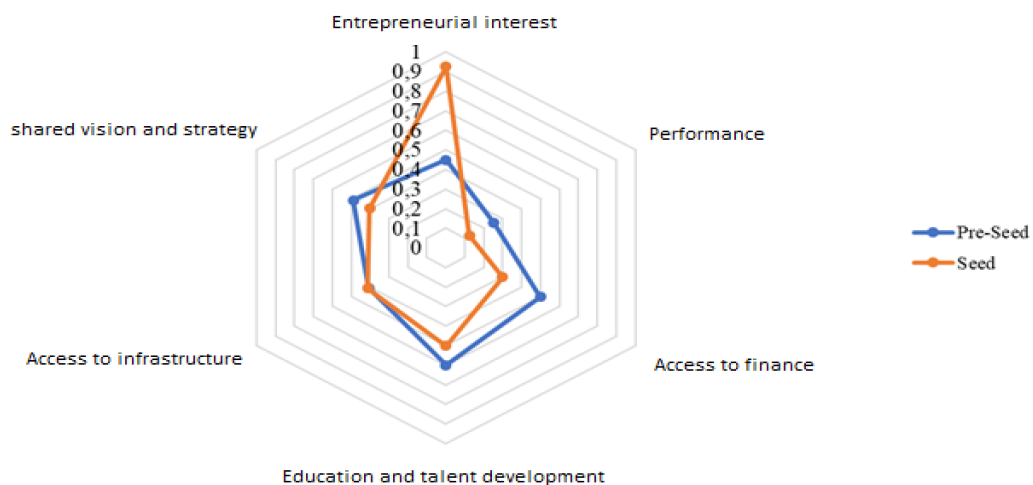 Entrepreneurial interest
1
0,9
0,8
0,7
0,6
0,5
0,4
0,3
0,2
0,1
0
shared vision and strategy
Performance
Pre-Seed
Seed
Access to infrastructure
Access to finance
Education and talent development